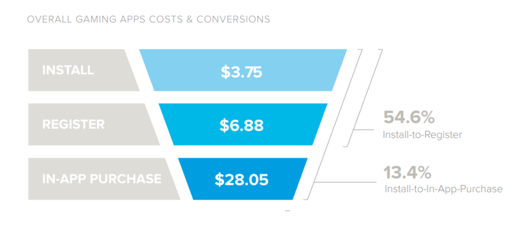 OVERALL GAMING APPS COSTS & CONVERSIONS
INSTALL
$3.75
REGISTER
$6.88
54.6%
Install-to-Register
IN-APP PURCHASE
$28.05
13.4%
Install-to-In-App-Purchase